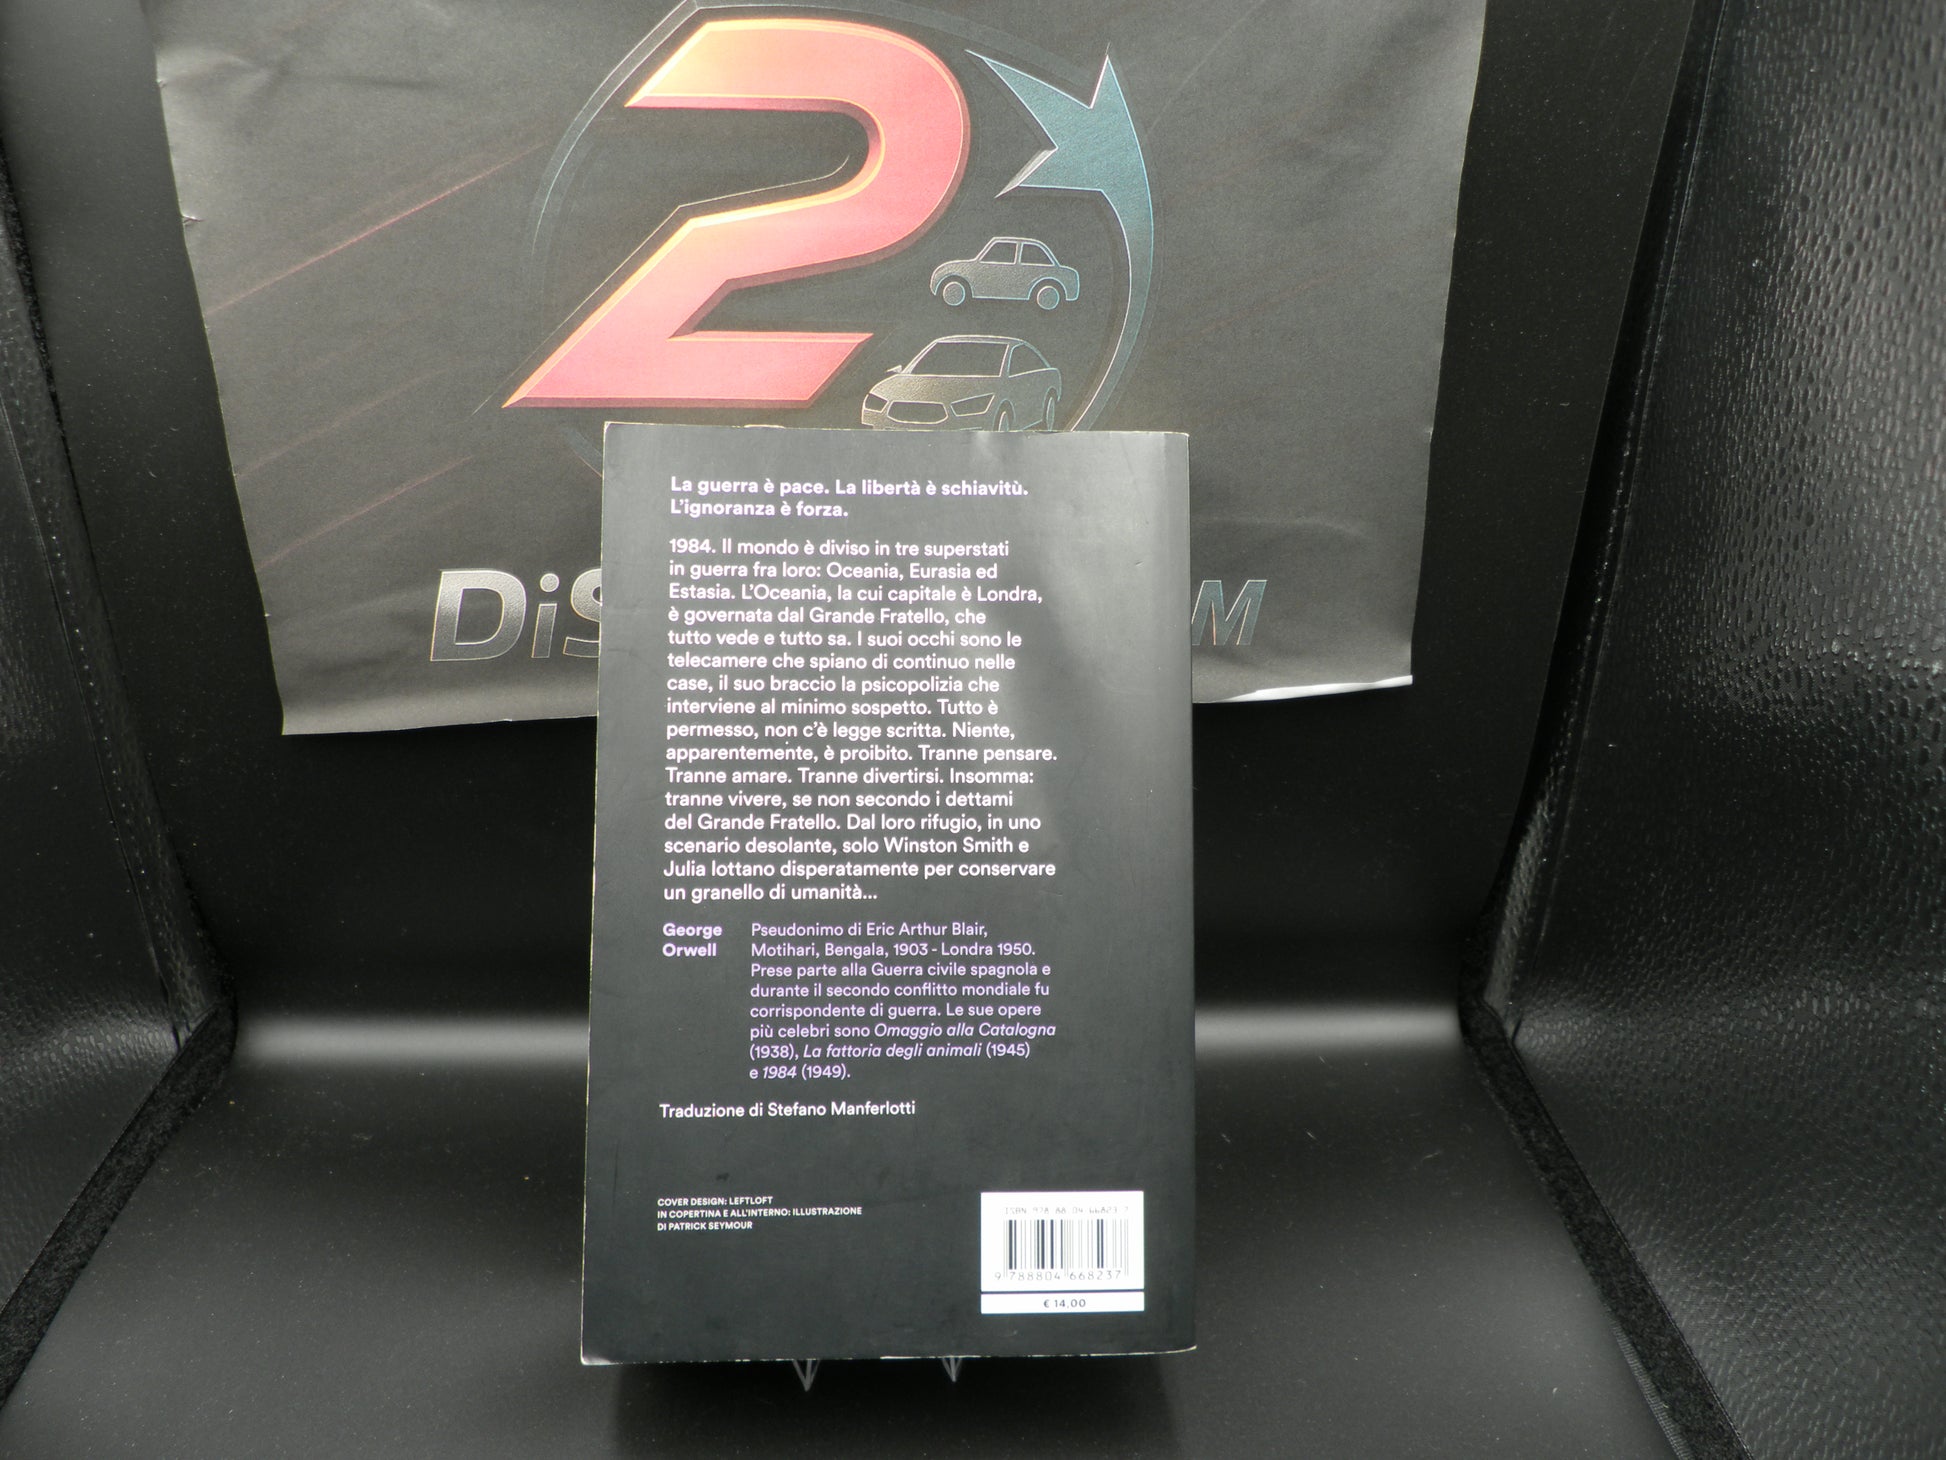 2
DiS
M
La guerra è pace. La libertà è schiavitù.
L'ignoranza è forza.
1984. Il mondo è diviso in tre superstati
in guerra fra loro: Oceania, Eurasia ed
Estasia. L'Oceania, la cui capitale è Londra,
è governata dal Grande Fratello, che
tutto vede e tutto sa. I suoi occhi sono le
telecamere che spiano di continuo nelle
case, il suo braccio la psicopolizia che
interviene al minimo sospetto. Tutto è
permesso, non c'è legge scritta. Niente,
apparentemente, è proibito. Tranne pensare.
Tranne amare. Tranne divertirsi. Insomma:
tranne vivere, se non secondo i dettami
del Grande Fratello. Dal loro rifugio, in uno
scenario desolante, solo Winston Smith e
Julia lottano disperatamente per conservare
un granello di umanità...
George
Orwell
Pseudonimo di Eric Arthur Blair,
Motihari, Bengala, 1903 - Londra 1950.
Prese parte alla Guerra civile spagnola e
durante il secondo conflitto mondiale fu
corrispondente di guerra. Le sue opere
più celebri sono Omaggio alla Catalogna
(1938), La fattoria degli animali (1945)
e 1984 (1949).
Traduzione di Stefano Manferlotti
COVER DESIGN: LEFTLOFT
IN COPERTINA E ALL'INTERNO: ILLUSTRAZIONE
DI PATRICK SEYMOUR
ISBN 978-88-04-66823-7
9 788804 668237
€ 14,00